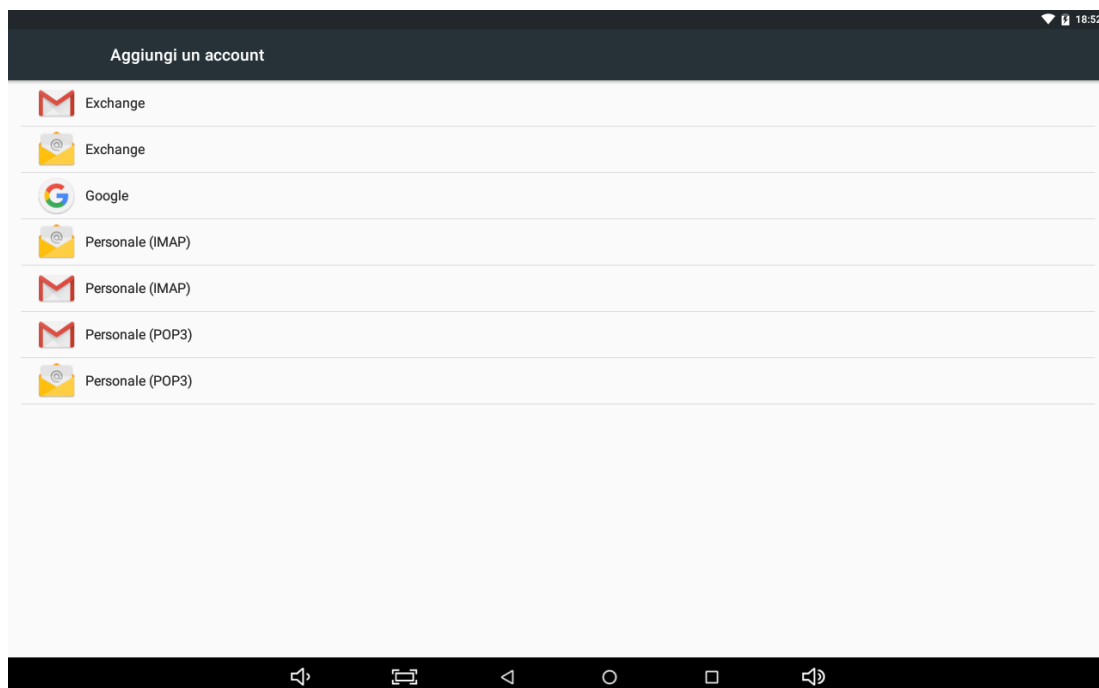 18:52
Aggiungi un account
Exchange
@
Exchange
Google
@
Personale (IMAP)
Personale (IMAP)
Personale (POP3)
@
Personale (POP3)